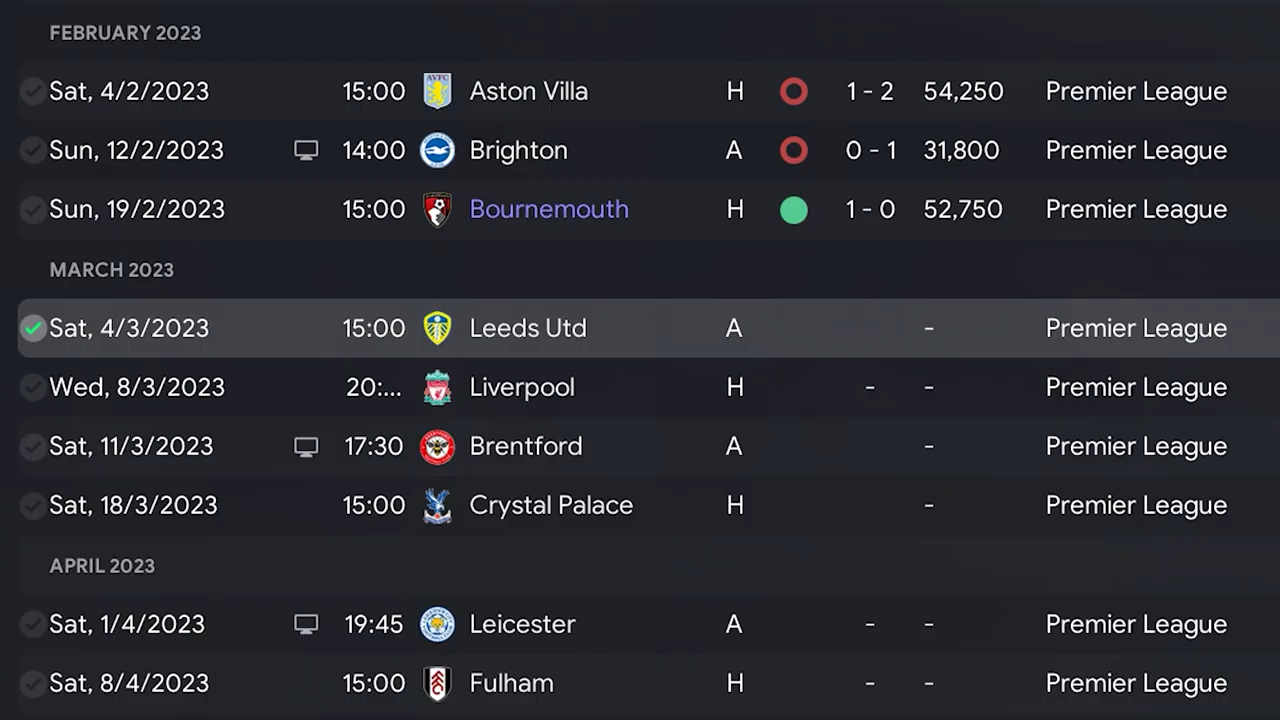 FEBRUARY 2023
Sat, 4/2/2023 15:00 AVFC Aston Villa H 1 - 2 54,250 Premier League
Sun, 12/2/2023 14:00 Brighton A 0 - 1 31,800 Premier League
Sun, 19/2/2023 15:00 Bournemouth H 1 - 0 52,750 Premier League
MARCH 2023
Sat, 4/3/2023 15:00 Leeds Utd A - Premier League
Wed, 8/3/2023 20:... Liverpool H - - Premier League
Sat, 11/3/2023 17:30 Brentford A - Premier League
Sat, 18/3/2023 15:00 Crystal Palace H - Premier League
APRIL 2023
Sat, 1/4/2023 19:45 Leicester A - - Premier League
Sat, 8/4/2023 15:00 Fulham H - - Premier League